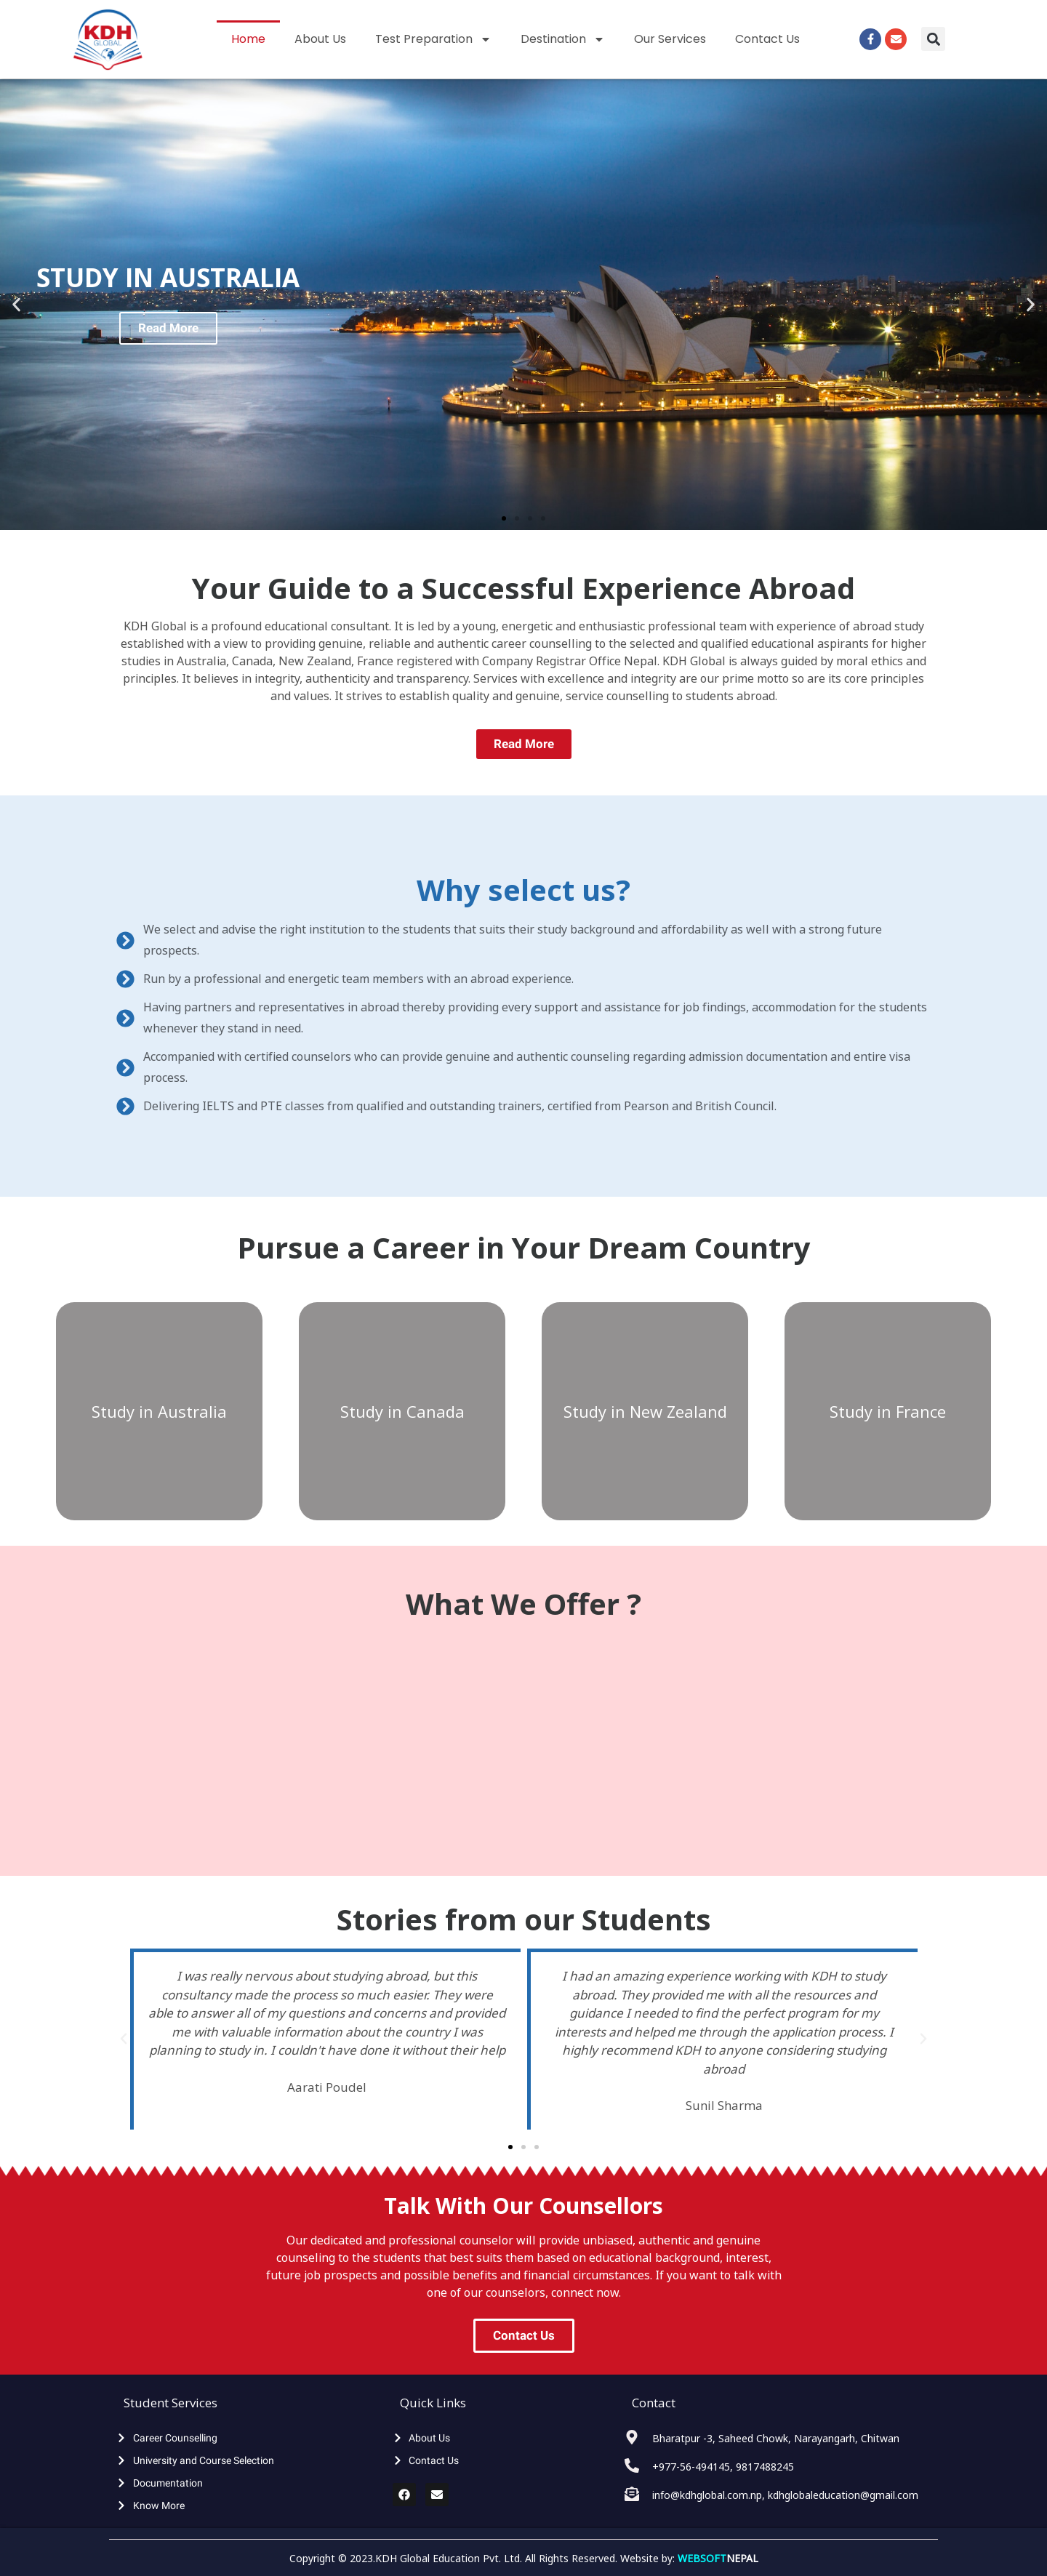 KDH
GLOBAL
Home
About Us
Test Preparation
Destination
Our Services
Contact Us
STUDY IN AUSTRALIA
Read More
Your Guide to a Successful Experience Abroad
KDH Global is a profound educational consultant. It is led by a young, energetic and enthusiastic professional team with experience of abroad study
established with a view to providing genuine, reliable and authentic career counselling to the selected and qualified educational aspirants for higher
studies in Australia, Canada, New Zealand, France registered with Company Registrar Office Nepal. KDH Global is always guided by moral ethics and
principles. It believes in integrity, authenticity and transparency. Services with excellence and integrity are our prime motto so are its core principles
and values. It strives to establish quality and genuine, service counselling to students abroad.
Read More
Why select us?
We select and advise the right institution to the students that suits their study background and affordability as well with a strong future
prospects.
Run by a professional and energetic team members with an abroad experience.
Having partners and representatives in abroad thereby providing every support and assistance for job findings, accommodation for the students
whenever they stand in need.
Accompanied with certified counselors who can provide genuine and authentic counseling regarding admission documentation and entire visa
process.
Delivering IELTS and PTE classes from qualified and outstanding trainers, certified from Pearson and British Council.
Pursue a Career in Your Dream Country
Study in Australia
Study in Canada
Study in New Zealand
Study in France
What We Offer ?
Stories from our Students
I was really nervous about studying abroad, but this
consultancy made the process so much easier. They were
able to answer all of my questions and concerns and provided
me with valuable information about the country I was
planning to study in. I couldn't have done it without their help
Aarati Poudel
I had an amazing experience working with KDH to study
abroad. They provided me with all the resources and
guidance I needed to find the perfect program for my
interests and helped me through the application process. I
highly recommend KDH to anyone considering studying
abroad
Sunil Sharma
Talk With Our Counsellors
Our dedicated and professional counselor will provide unbiased, authentic and genuine
counseling to the students that best suits them based on educational background, interest,
future job prospects and possible benefits and financial circumstances. If you want to talk with
one of our counselors, connect now.
Contact Us
Student Services
Career Counselling
University and Course Selection
Documentation
Know More
Quick Links
About Us
Contact Us
Contact
Bharatpur -3, Saheed Chowk, Narayangarh, Chitwan
+977-56-494145, 9817488245
info@kdhglobal.com.np, kdhglobaleducation@gmail.com
Copyright © 2023.KDH Global Education Pvt. Ltd. All Rights Reserved. Website by: WEBSOFTNEPAL